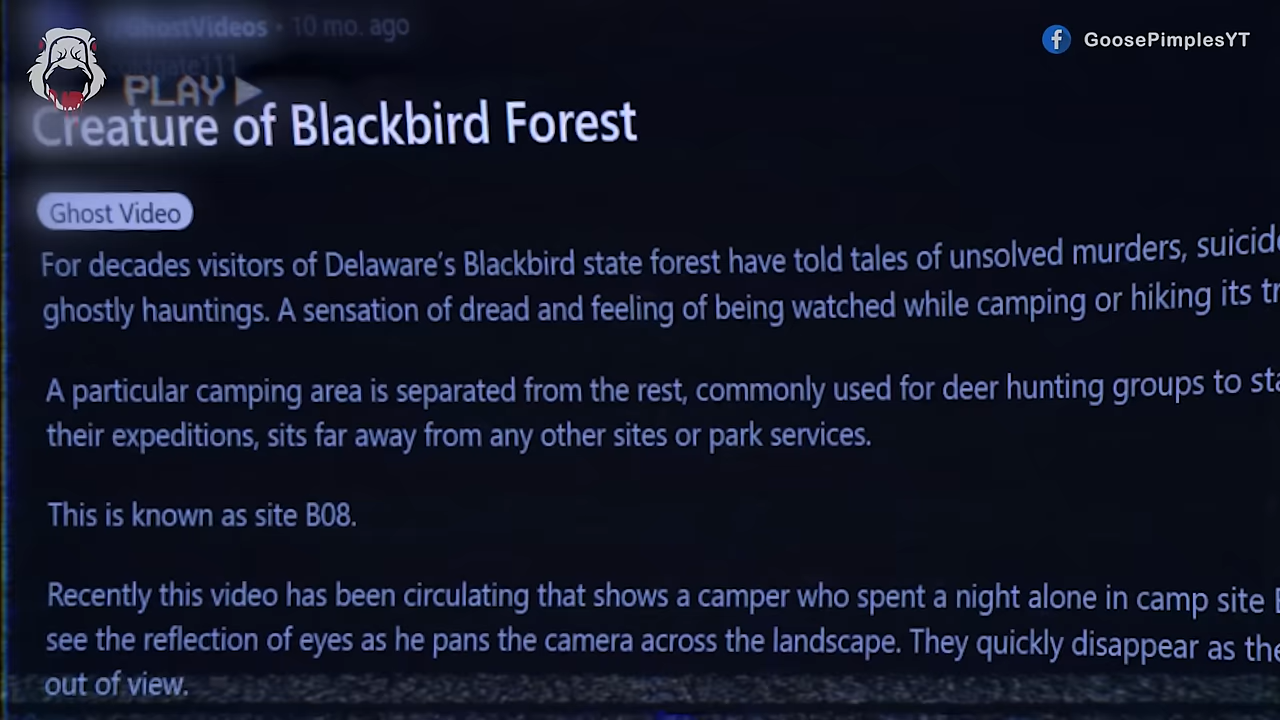 GhostVideos • 10 mo. ago
GoosePimplesYT
PLAY
Creature of Blackbird Forest
Ghost Video
For decades visitors of Delaware's Blackbird state forest have told tales of unsolved murders,
ghostly hauntings. A sensation of dread and feeling of being watched while camping or hiking its
A particular camping area is separated from the rest, commonly used for deer hunting groups to
their expeditions, sits far away from any other sites or park services.
This is known as site B08.
Recently this video has been circulating that shows a camper who spent a night alone in camp site
see the reflection of eyes as he pans the camera across the landscape. They quickly disappear as
out of view.